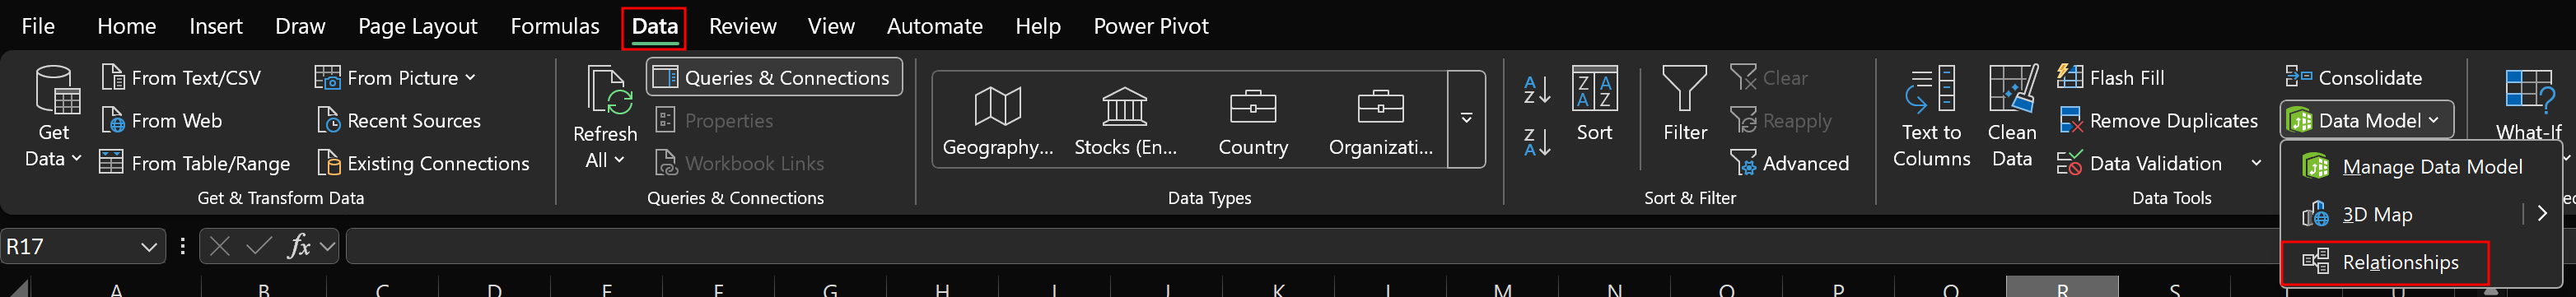 File Home Insert Draw Page Layout Formulas Data Review View Automate Help Power Pivot
Get Data
From Text/CSV
From Web
From Table/Range
From Picture
Recent Sources
Existing Connections
Get & Transform Data
Refresh All
Queries & Connections
Properties
Workbook Links
Queries & Connections
Geography...
Stocks (En...
Country
Organizati...
Data Types
A Z
Z A
Z A A Z
Sort
Filter
Clear
Reapply
Advanced
Sort & Filter
Text to
Columns
Clean
Data
Flash Fill
Remove Duplicates
Data Validation
Consolidate
Data Model
Data Tools
What-If
Manage Data Model
3D Map
Relationships
R17
fx
A B C D E F G H I J K L M N O P Q R S